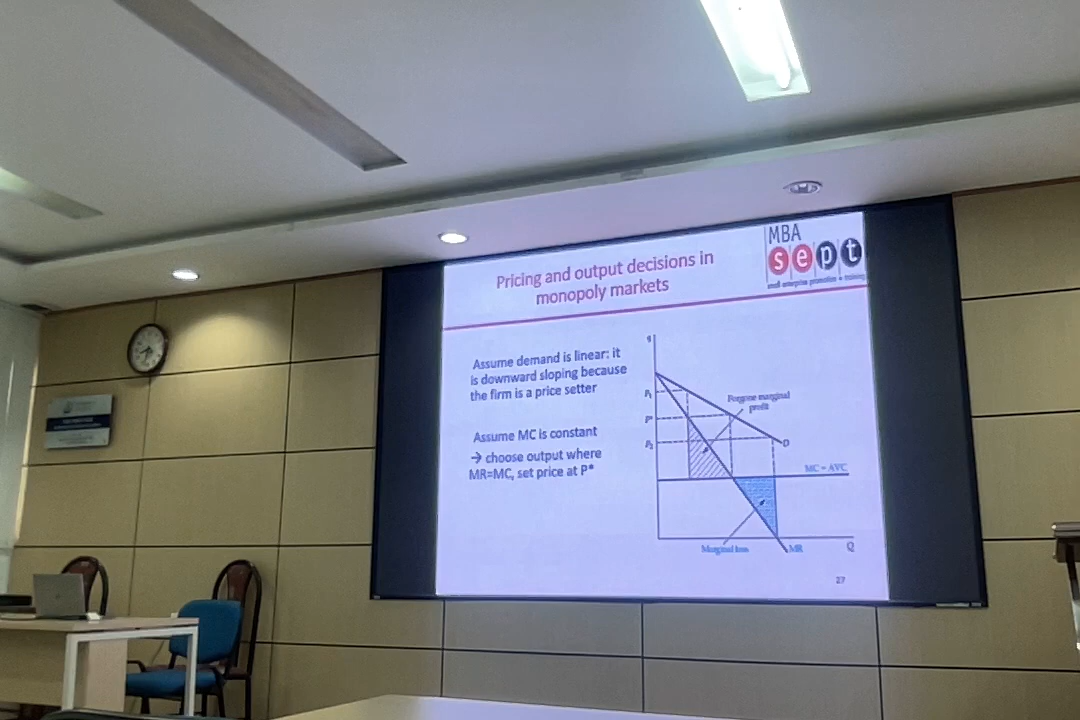 Pricing and output decisions in
monopoly markets
MBA
sept
small enterprise promotion + training
Assume demand is linear: it
is downward sloping because
the firm is a price setter
Assume MC is constant
→ choose output where
MR=MC, set price at P*
$
P₁
P*
P₂
Forgone marginal
profit
D
MC = AVC
Marginal loss
MR
Q
27